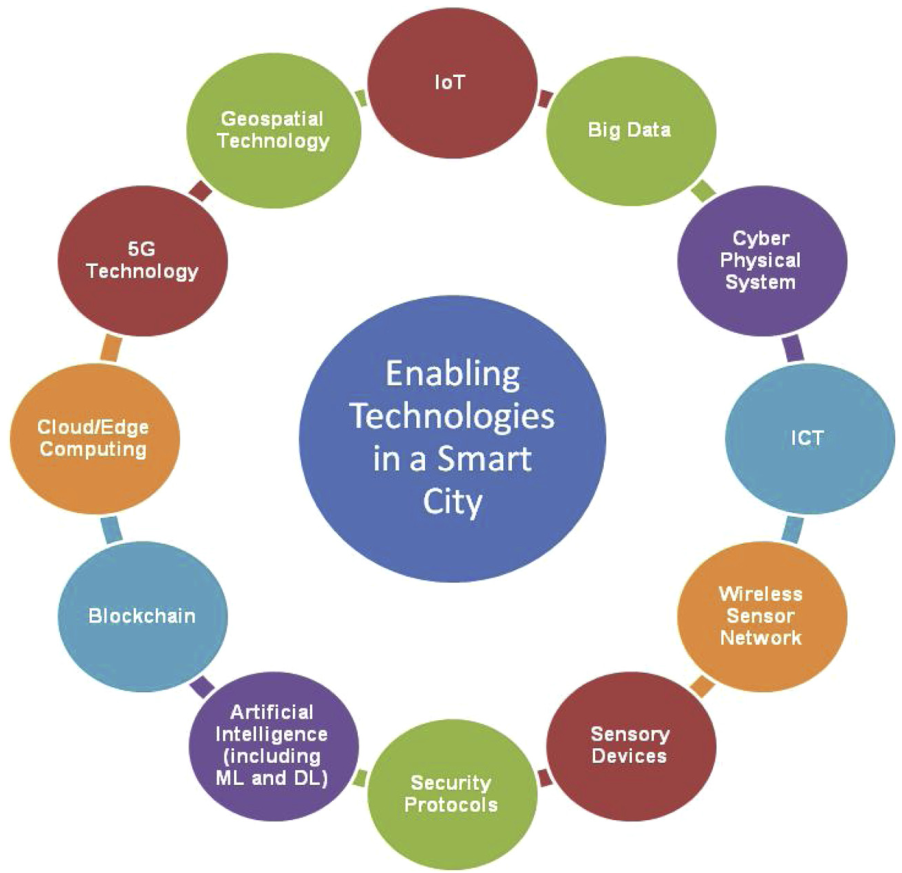 IoT
Big Data
Cyber
Physical
System
ICT
Wireless
Sensor
Network
Sensory
Devices
Security
Protocols
Artificial
Intelligence
(including
ML and DL)
Blockchain
Cloud/Edge
Computing
5G
Technology
Geospatial
Technology
Enabling
Technologies
in a Smart
City